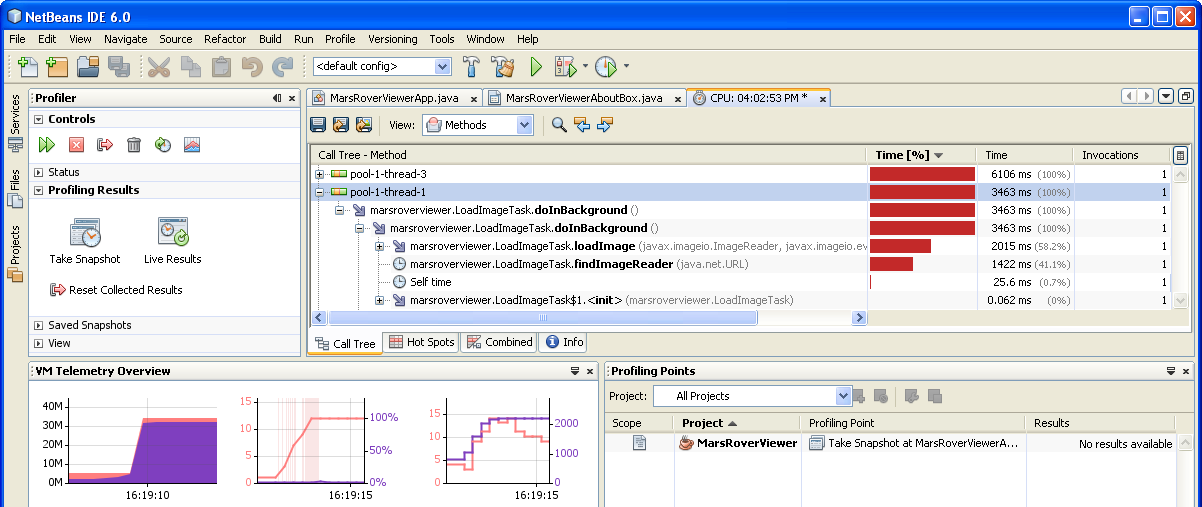 NetBeans IDE 6.0
File Edit View Navigate Source Refactor Build Run Profile Versioning Tools Window Help
<default config>
Services
Files
Projects
Profiler
Controls
Status
Profiling Results
Take Snapshot Live Results
Reset Collected Results
Saved Snapshots
View
MarsRoverViewerApp.java x MarsRoverViewerAboutBox.java x CPU: 04:02:53 PM * x
View: Methods
Call Tree - Method Time [%] Time Invocations
pool-1-thread-3 6106 ms (100%) 1
pool-1-thread-1 3463 ms (100%) 1
marsroverviewer.LoadImageTask.doInBackground () 3463 ms (100%) 1
marsroverviewer.LoadImageTask.doInBackground () 3463 ms (100%) 1
marsroverviewer.LoadImageTask.loadImage (javax.imageio.ImageReader, javax.imageio.ev 2015 ms (58.2%) 1
marsroverviewer.LoadImageTask.findImageReader (java.net.URL) 1422 ms (41.1%) 1
Self time 25.6 ms (0.7%) 1
marsroverviewer.LoadImageTask$1.<init> (marsroverviewer.LoadImageTask) 0.062 ms (0%) 1
Call Tree Hot Spots Combined Info
VM Telemetry Overview
40M
30M
20M
10M
0M
16:19:10
15
10
5
0
100%
50%
0%
16:19:15
15
10
5
0
2000
1000
0
16:19:15
Profiling Points
Project: All Projects
Scope Project Profiling Point Results
MarsRoverViewer Take Snapshot at MarsRoverViewerA... No results available